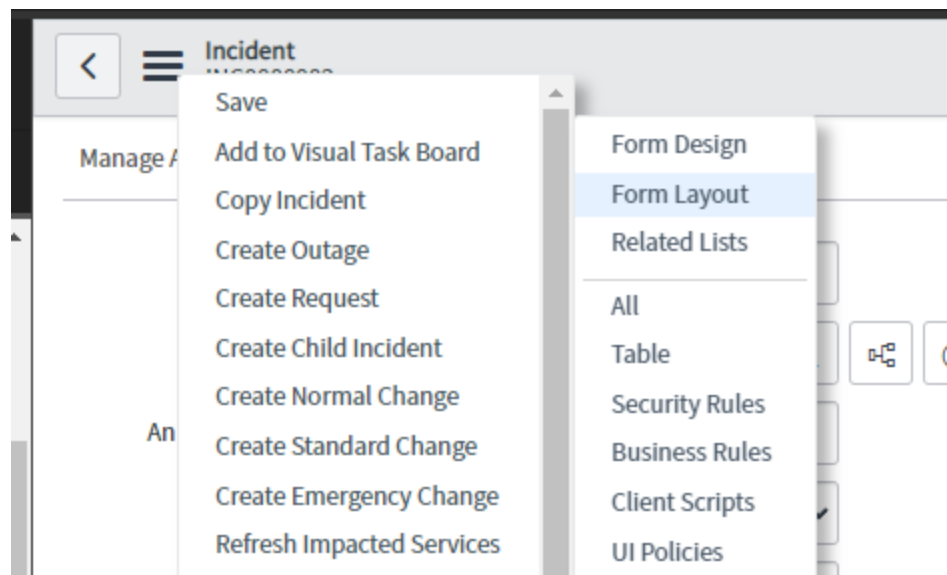 Incident
Save
Add to Visual Task Board
Copy Incident
Create Outage
Create Request
Create Child Incident
Create Normal Change
Create Standard Change
Create Emergency Change
Refresh Impacted Services
Form Design
Form Layout
Related Lists
All
Table
Security Rules
Business Rules
Client Scripts
UI Policies
Manage A
An